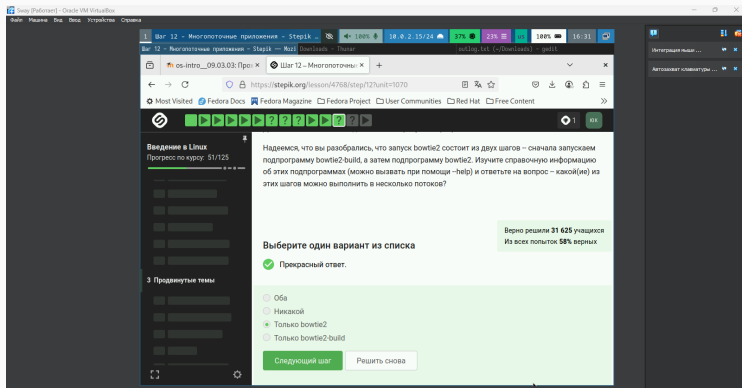 Sway [Работает] - Oracle VM VirtualBox
Файл Машина Вид Ввод Устройства Справка
1 Шаг 12 – Многопоточные приложения – Stepik … 100% 10.0.2.15/24 37% 23% us 100% 16:31
Шаг 12 – Многопоточные приложения – Stepik — Mozi Downloads - Thunar outlog.txt (~/Downloads) - gedit
os-intro__09.03.03: Про × Шаг 12 – Многопоточны × +
https://stepik.org/lesson/4768/step/12?unit=1070
Most Visited Fedora Docs Fedora Magazine Fedora Project User Communities Red Hat Free Content
1
Введение в Linux
Прогресс по курсу: 51/125
3 Продвинутые темы
Надеемся, что вы разобрались, что запуск bowtie2 состоит из двух шагов – сначала запускаем
подпрограмму bowtie2-build, а затем подпрограмму bowtie2. Изучите справочную информацию
об этих подпрограммах (можно вызвать при помощи –help) и ответьте на вопрос – какой(ие) из
этих шагов можно выполнить в несколько потоков?
Верно решили 31 625 учащихся
Из всех попыток 58% верных
Выберите один вариант из списка
Прекрасный ответ.
Оба
Никакой
Только bowtie2
Только bowtie2-build
Следующий шаг Решить снова
Интеграция мыши ...
Автозахват клавиатуры ...